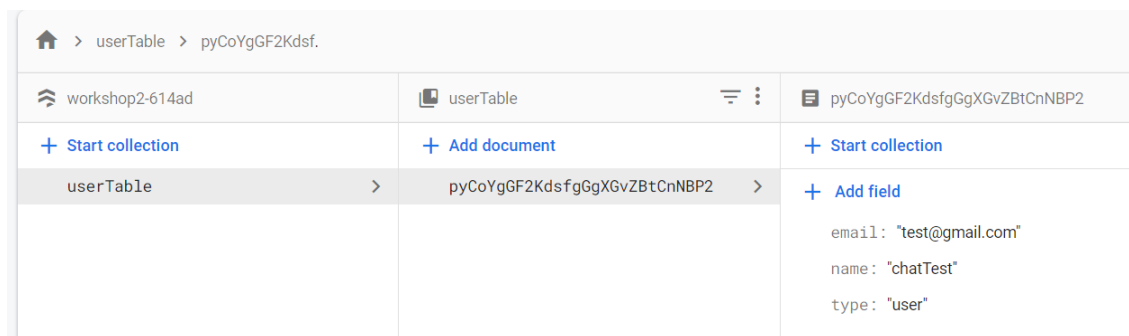 userTable > pyCoYgGF2Kdsf.
workshop2-614ad
userTable
pyCoYgGF2KdsfgGgXGvZBtCnNBP2
+ Start collection
+ Add document
+ Start collection
userTable
pyCoYgGF2KdsfgGgXGvZBtCnNBP2
+ Add field
email: "test@gmail.com"
name: "chatTest"
type: "user"